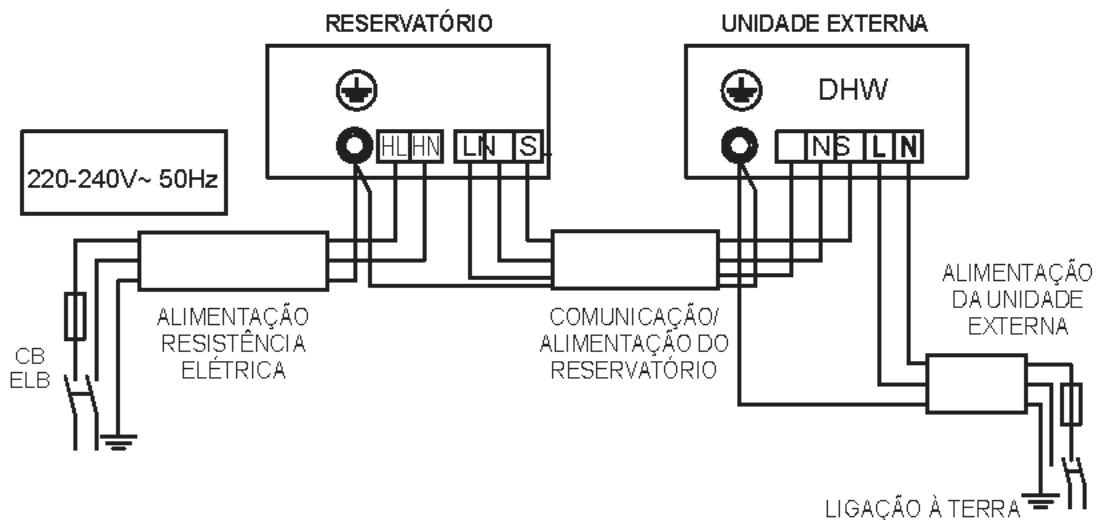 RESERVATÓRIO
UNIDADE EXTERNA
DHW
HL HN LN S
N S L N
220-240V~ 50Hz
ALIMENTAÇÃO
RESISTÊNCIA
ELÉTRICA
COMUNICAÇÃO/
ALIMENTAÇÃO DO
RESERVATÓRIO
ALIMENTAÇÃO
DA UNIDADE
EXTERNA
CB
ELB
LIGAÇÃO À TERRA